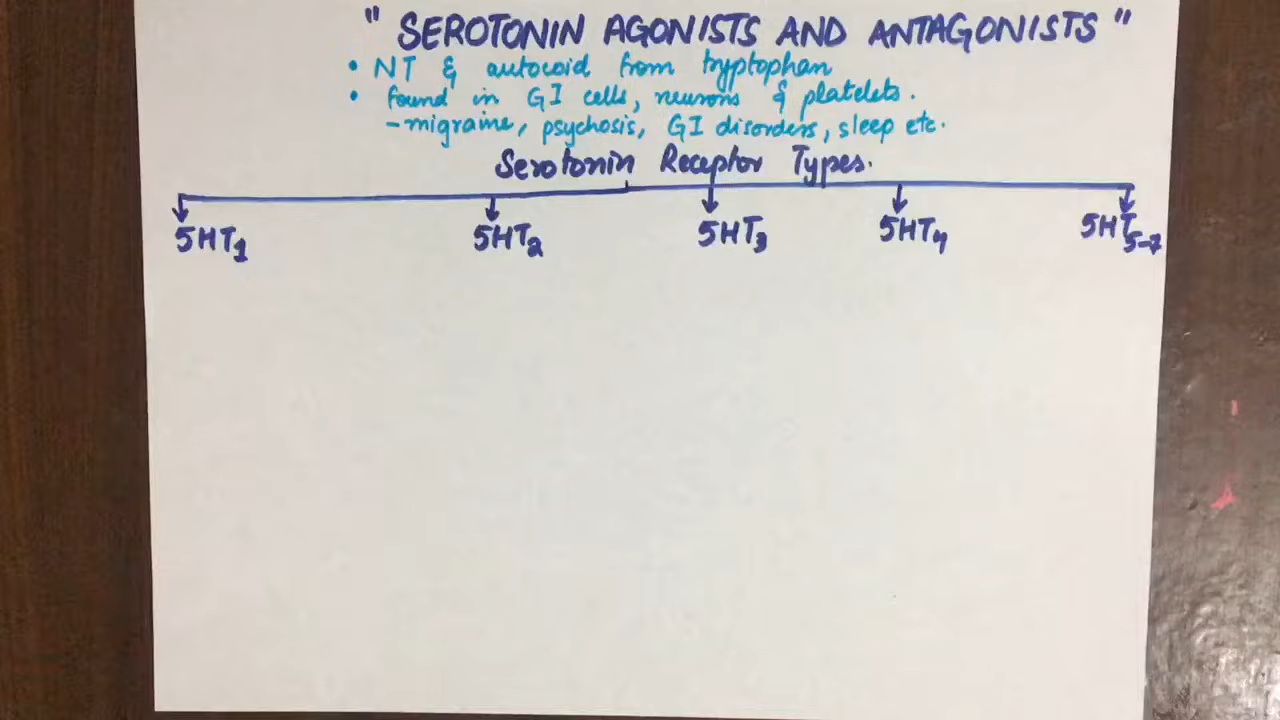 " SEROTONIN AGONISTS AND ANTAGONISTS "
• NT & autocoid from tryptophan
• found in GI cells, neurons & platelets.
- migraine, psychosis, GI disorders, sleep etc.
Serotonin Receptor Types.
5HT1 5HT2 5HT3 5HT4 5HT5-7